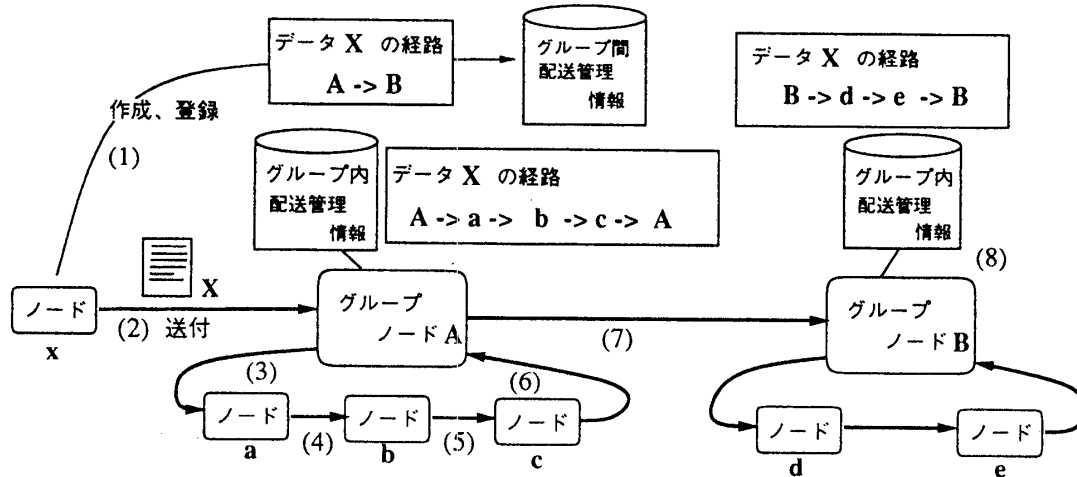 データ X の経路
A -> B
グループ間
配送管理
情報
データ X の経路
B -> d -> e -> B
作成、登録
(1)
グループ内
配送管理
情報
データ X の経路
A -> a -> b -> c -> A
グループ内
配送管理
情報
(8)
X
ノード
x
(2) 送付
グループ
ノード A
(7)
グループ
ノード B
(3)
(6)
ノード
a
(4)
ノード
b
(5)
ノード
c
ノード
d
ノード
e